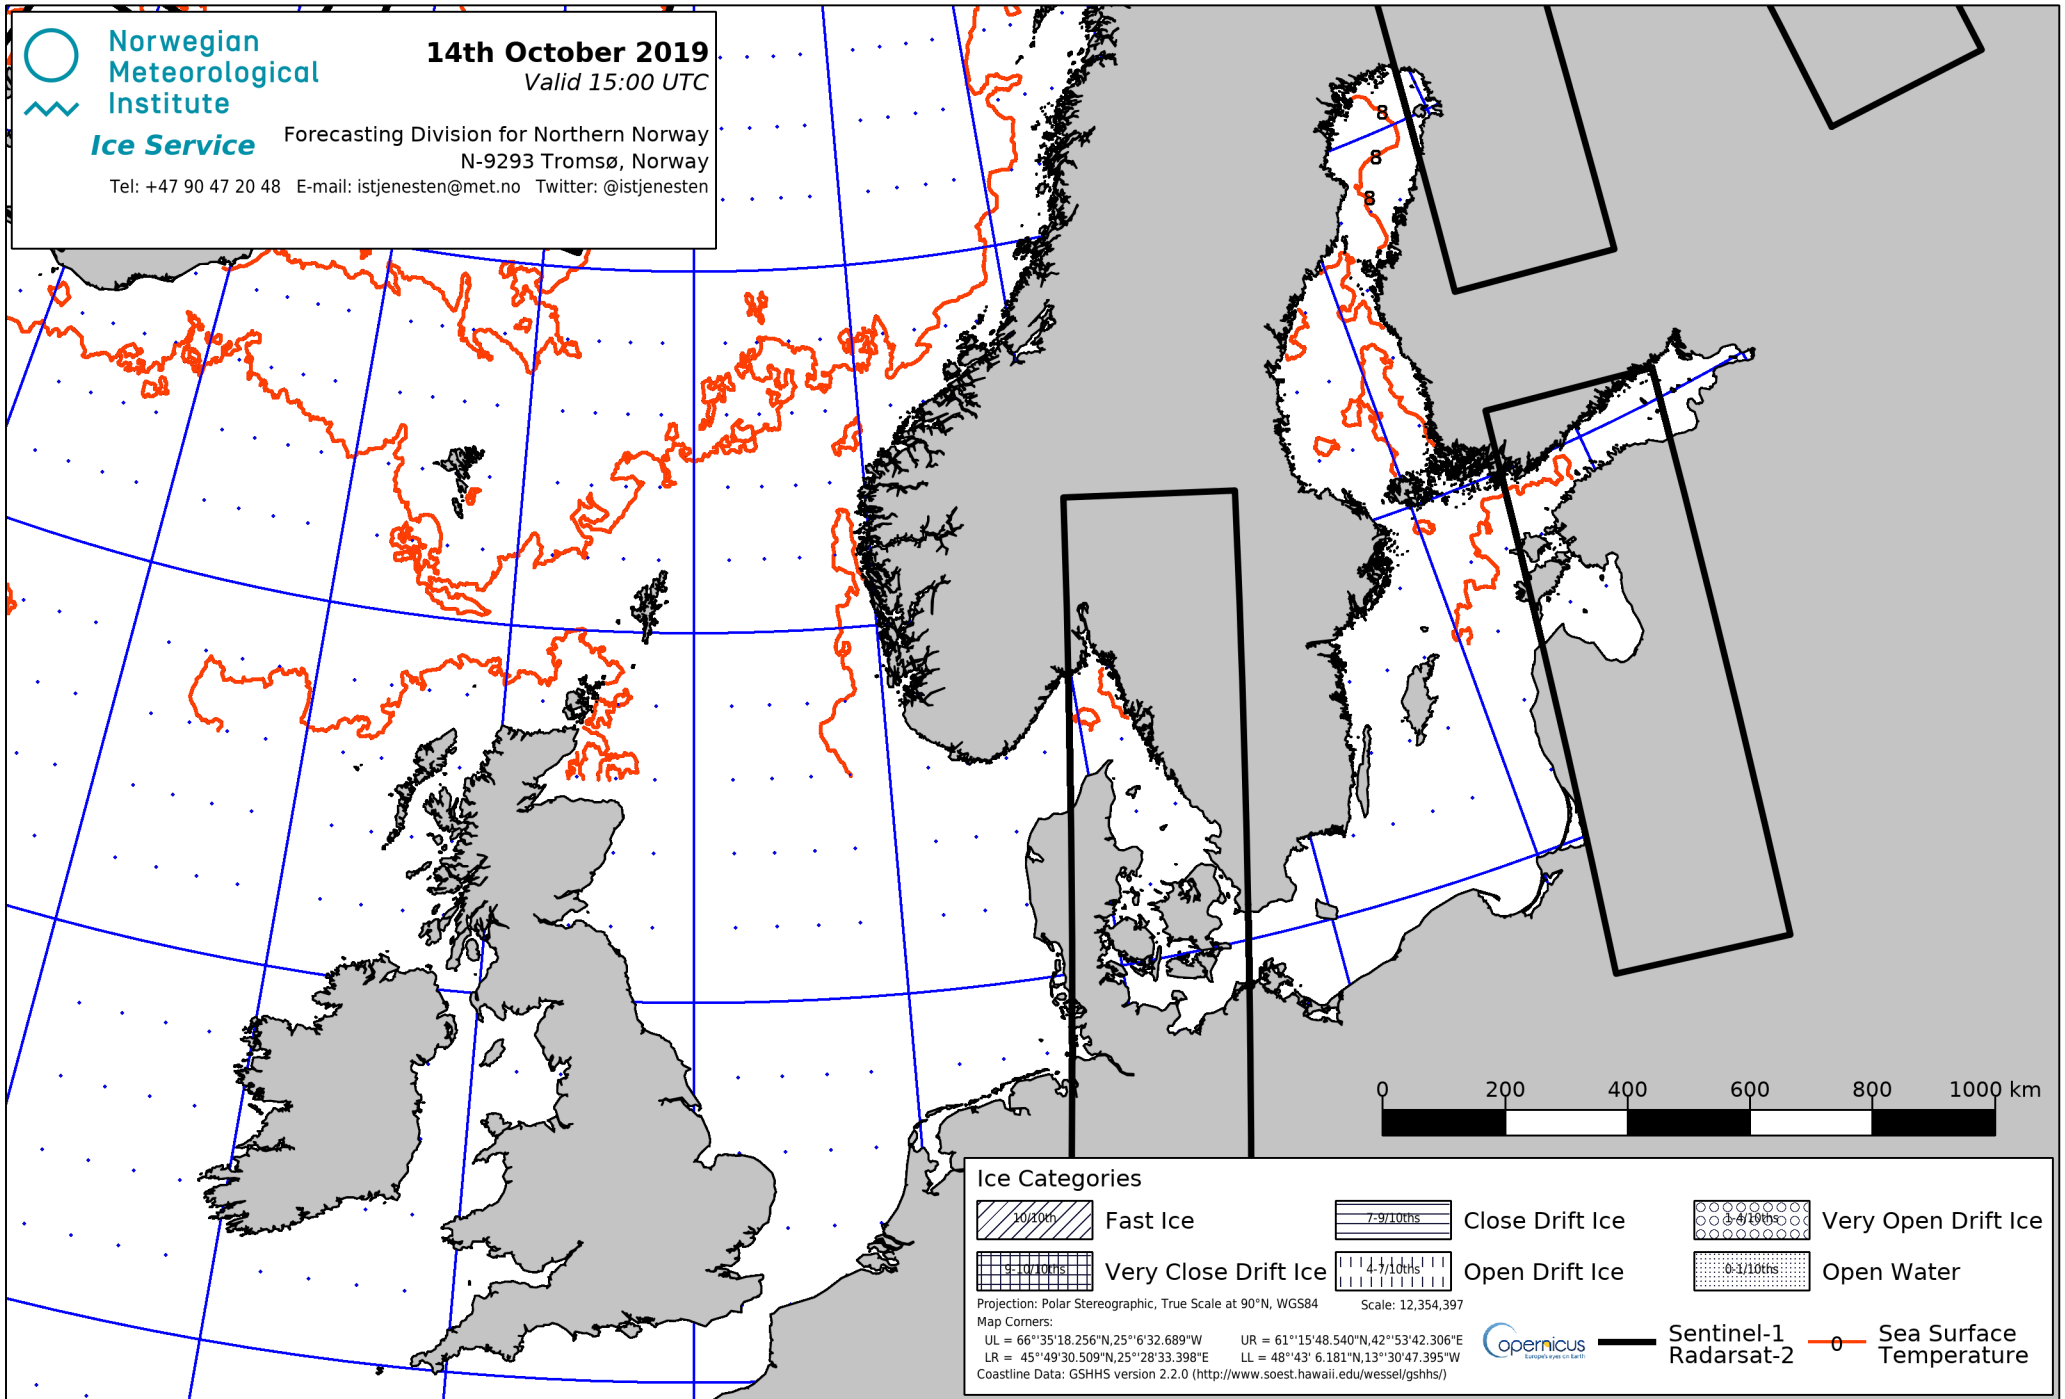 Norwegian
Meteorological
Institute
Ice Service
14th October 2019
Valid 15:00 UTC
Forecasting Division for Northern Norway
N-9293 Tromsø, Norway
Tel: +47 90 47 20 48 E-mail: istjenesten@met.no Twitter: @istjenesten
8
8
8
0 200 400 600 800 1000 km
Ice Categories
10/10th Fast Ice
7-9/10ths Close Drift Ice
1-4/10ths Very Open Drift Ice
9-10/10ths Very Close Drift Ice
4-7/10ths Open Drift Ice
0-1/10ths Open Water
Projection: Polar Stereographic, True Scale at 90°N, WGS84 Scale: 12,354,397
Map Corners:
UL = 66°'35'18.256"N,25°'6'32.689"W UR = 61°'15'48.540"N,42°'53'42.306"E
LR = 45°'49'30.509"N,25°'28'33.398"E LL = 48°'43' 6.181"N,13°'30'47.395"W
Coastline Data: GSHHS version 2.2.0 (http://www.soest.hawaii.edu/wessel/gshhs/)
Copernicus
Europe's eyes on Earth
Sentinel-1
Radarsat-2
0
Sea Surface
Temperature